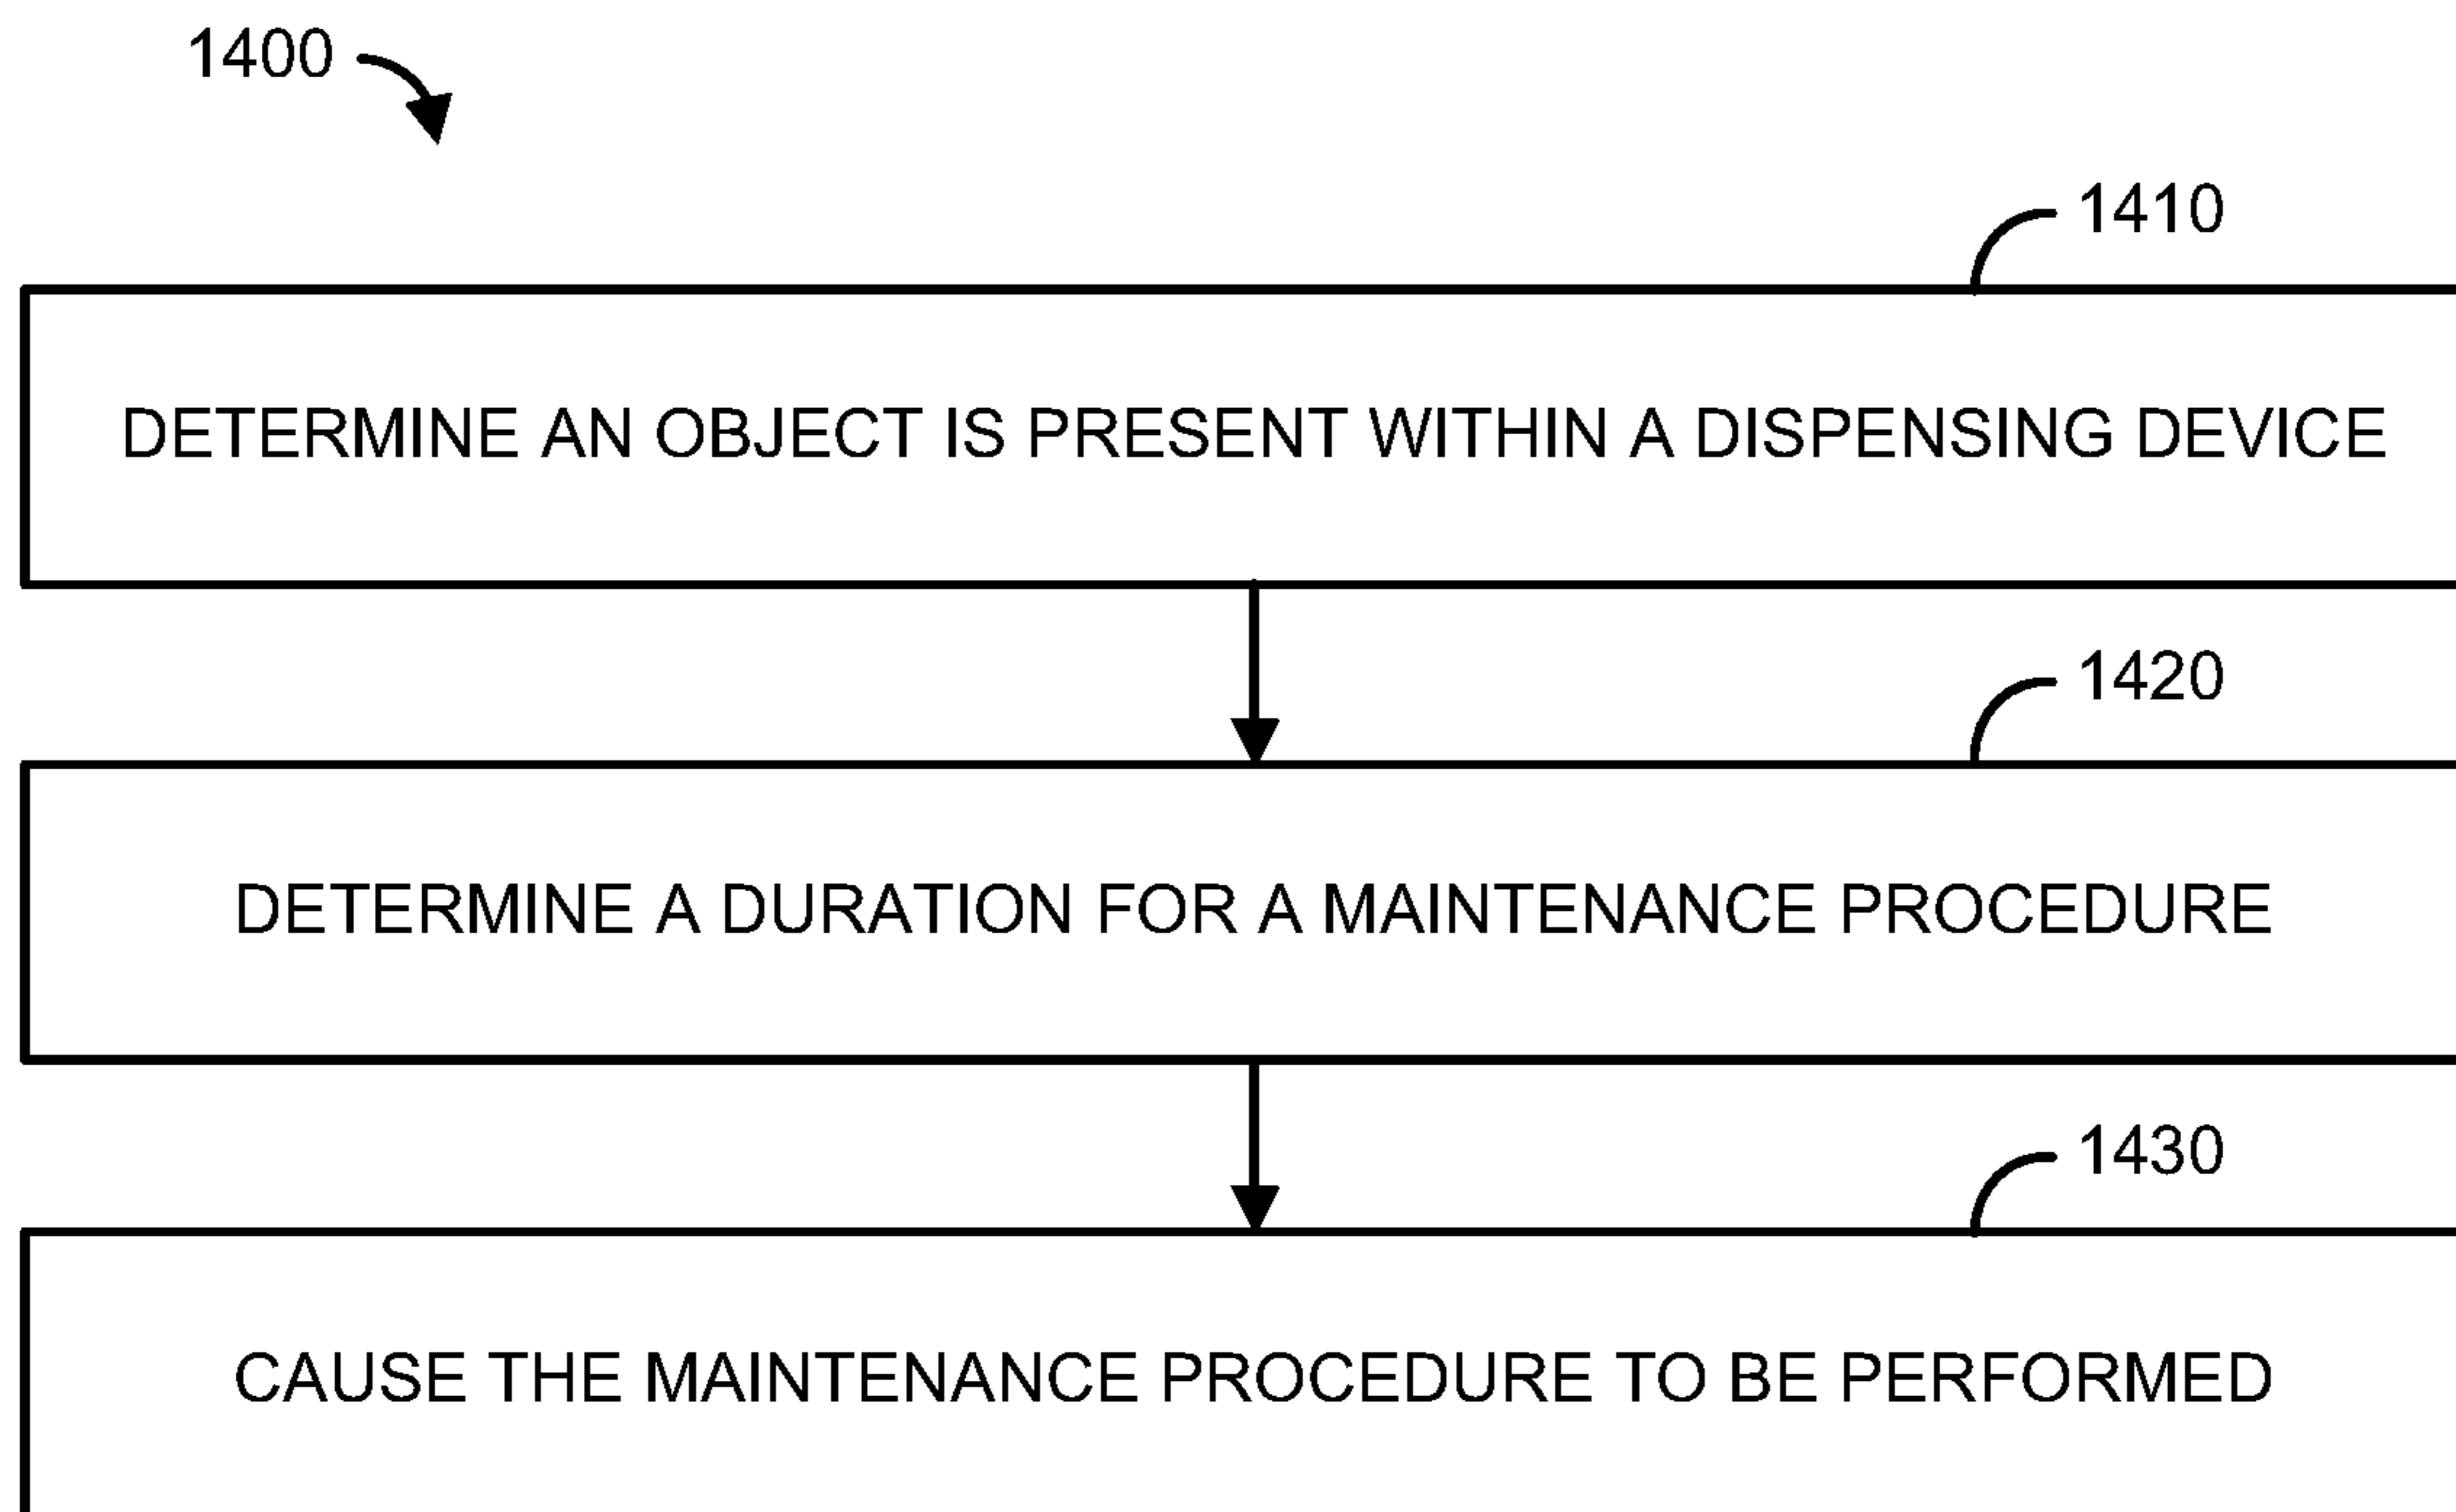 1400
1410
DETERMINE AN OBJECT IS PRESENT WITHIN A DISPENSING DEVICE
1420
DETERMINE A DURATION FOR A MAINTENANCE PROCEDURE
1430
CAUSE THE MAINTENANCE PROCEDURE TO BE PERFORMED